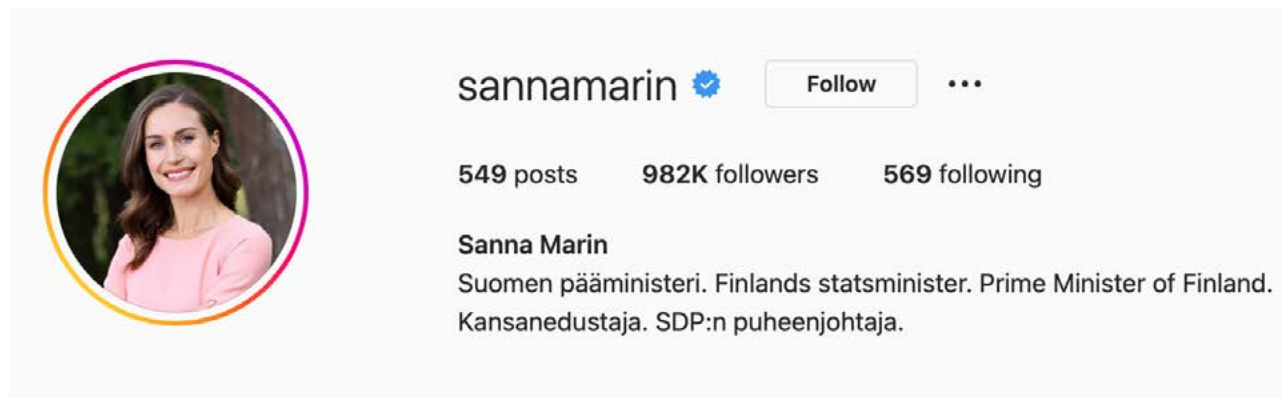 sannamarin Follow
549 posts 982K followers 569 following
Sanna Marin
Suomen pääministeri. Finlands statsminister. Prime Minister of Finland.
Kansanedustaja. SDP:n puheenjohtaja.